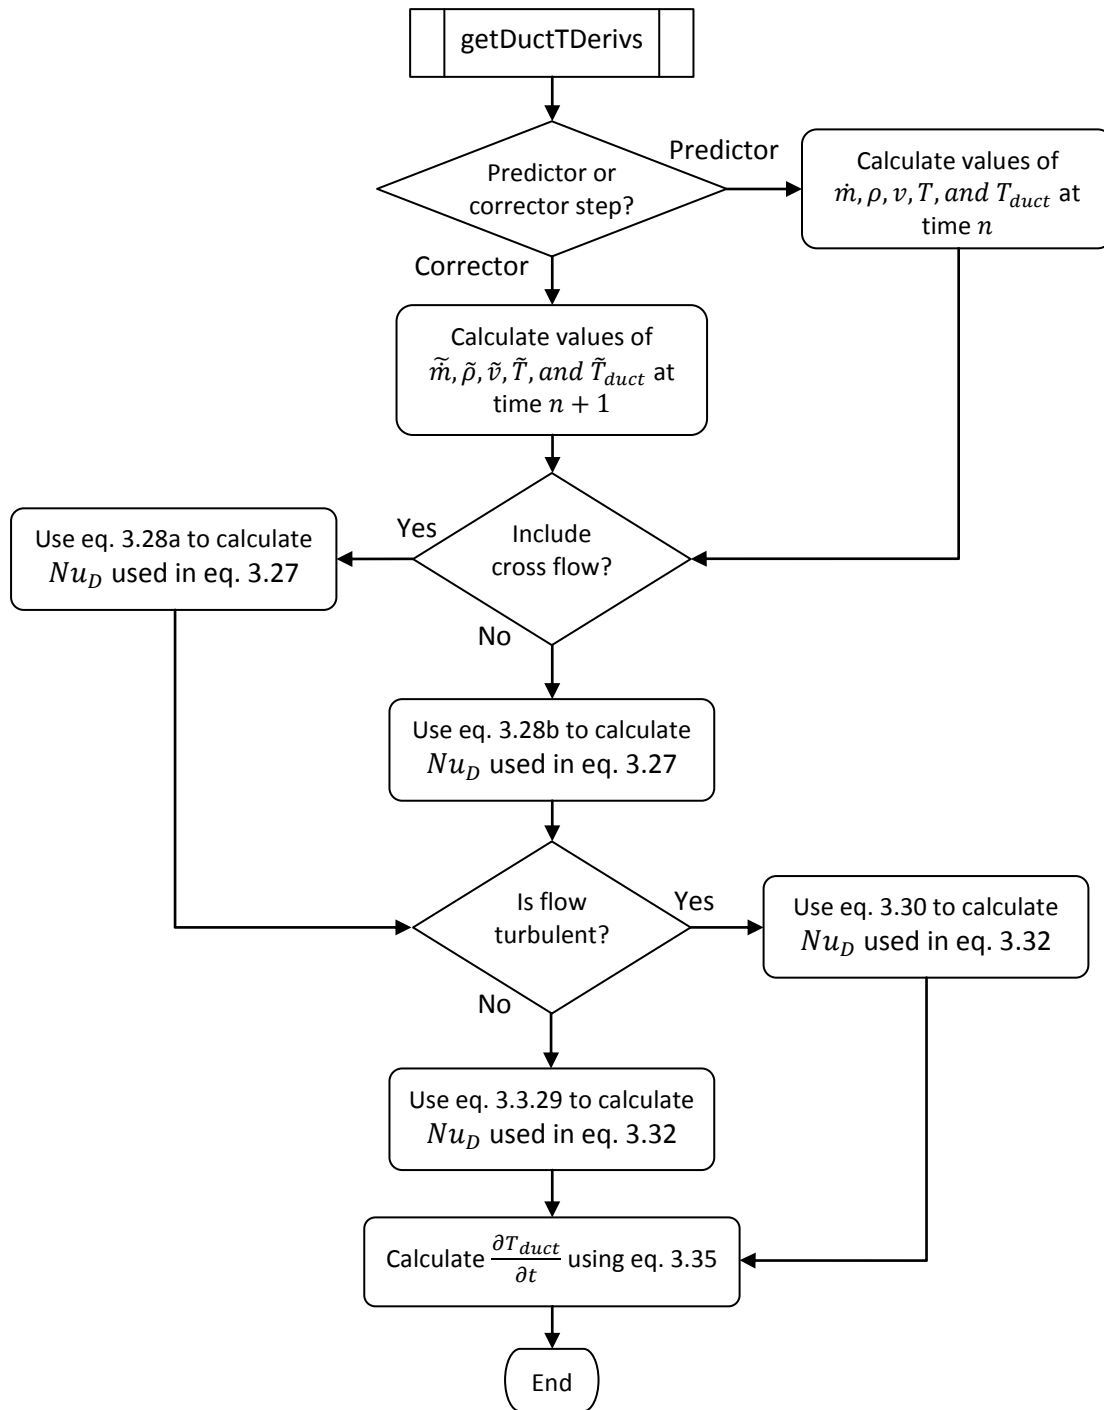 getDuctTDerivs
Predictor or
corrector step?
Predictor
Calculate values of
ṁ, ρ, v, T, and T_duct at
time n
Corrector
Calculate values of
m̃̇, ρ̃, ṽ, T̃, and T̃_duct at
time n + 1
Include
cross flow?
Yes
Use eq. 3.28a to calculate
Nu_D used in eq. 3.27
No
Use eq. 3.28b to calculate
Nu_D used in eq. 3.27
Is flow
turbulent?
Yes
Use eq. 3.30 to calculate
Nu_D used in eq. 3.32
No
Use eq. 3.3.29 to calculate
Nu_D used in eq. 3.32
Calculate ∂T_duct/∂t using eq. 3.35
End